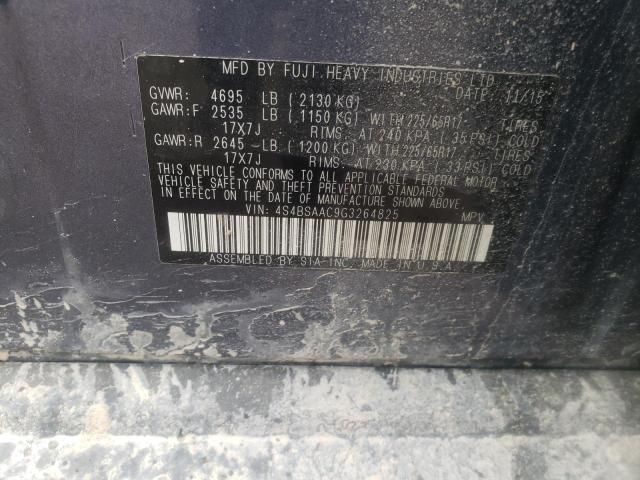 MFD BY FUJI HEAVY INDUSTRIES LTD.
DATE: 11/15
GVWR: 4695 LB (2130 KG)
GAWR:F 2535 LB (1150 KG) WITH 225/65R17 TIRES
17X7J RIMS, AT 240 KPA (35 PSI) COLD
GAWR:R 2645 LB (1200 KG) WITH 225/65R17 TIRES
17X7J RIMS, AT 230 KPA (33 PSI) COLD
THIS VEHICLE CONFORMS TO ALL APPLICABLE FEDERAL MOTOR
VEHICLE SAFETY AND THEFT PREVENTION STANDARDS
IN EFFECT ON THE DATE OF MANUFACTURE SHOWN ABOVE.
VIN: 4S4BSAAC9G3264825 MPV
ASSEMBLED BY SIA-INC. MADE IN U.S.A.